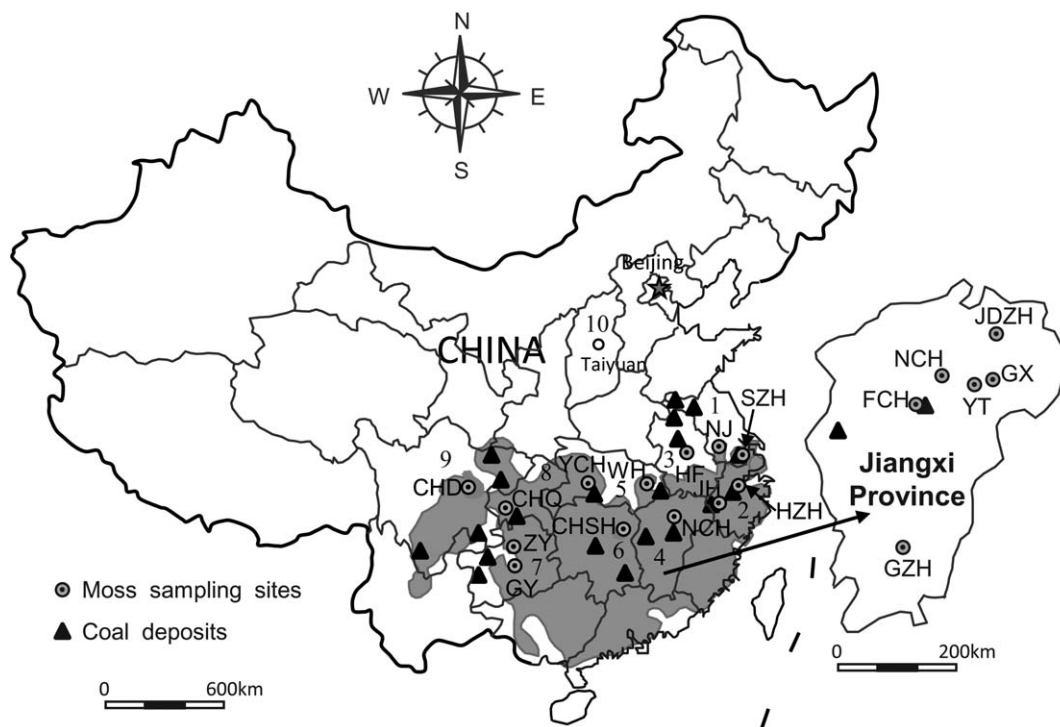 N
W E
S
Beijing
10
CHINA
Taiyuan
JDZH
NCH
GX
FCH
YT
1
SZH
NJ
9
8
YCH
WH
3
HF
5
CHD
CHQ
JH
2
HZH
Jiangxi
Province
CHSH
NCH
ZY
6
4
7
GY
GZH
Moss sampling sites
Coal deposits
0 600km
0 200km